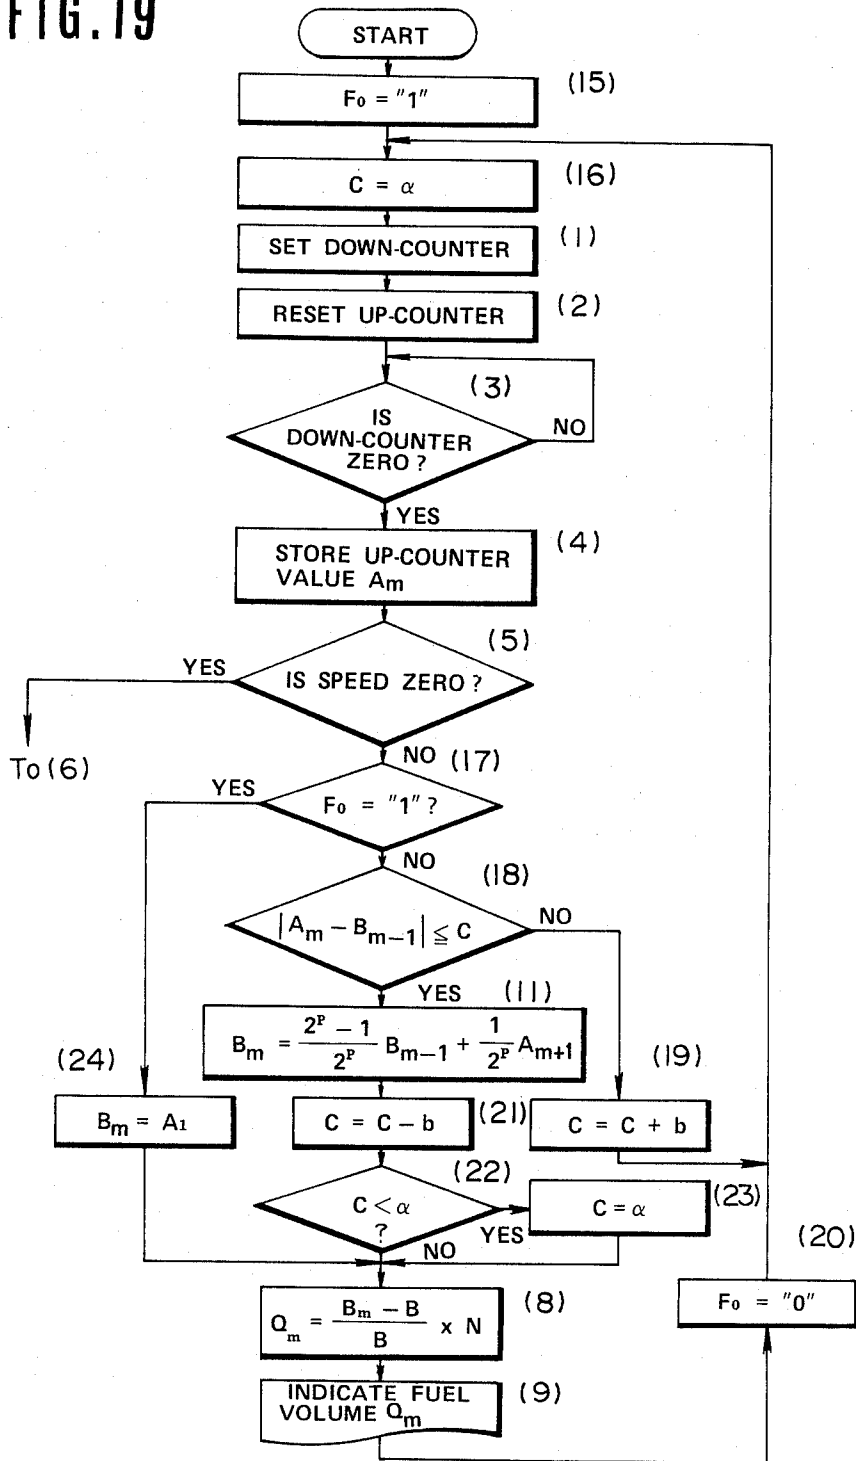 FIG.19
START
F0 = "1"
(15)
C = α
(16)
SET DOWN-COUNTER
(1)
RESET UP-COUNTER
(2)
(3)
IS
DOWN-COUNTER
ZERO ?
NO
YES
STORE UP-COUNTER
VALUE Am
(4)
(5)
YES
IS SPEED ZERO ?
To (6)
NO
(17)
YES
F0 = "1" ?
NO
(18)
|Am − Bm−1| ≦ C
NO
YES
(11)
Bm = 2^P − 1 / 2^P Bm−1 + 1 / 2^P Am+1
(24)
(19)
Bm = A1
C = C − b
(21)
C = C + b
(22)
C < α
?
YES
C = α
(23)
NO
(20)
F0 = "0"
Qm = Bm − B / B x N
(8)
INDICATE FUEL
VOLUME Qm
(9)